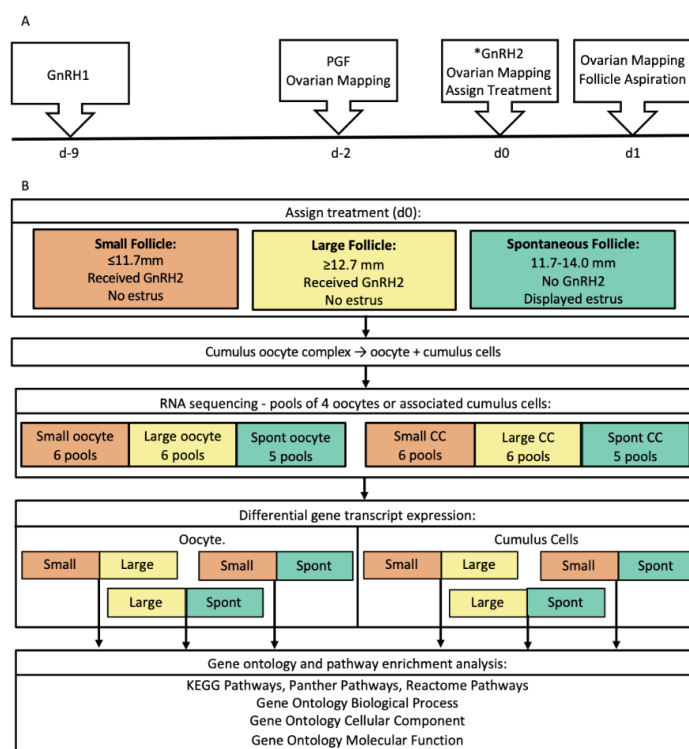 A
GnRH1
PGF
Ovarian Mapping
*GnRH2
Ovarian Mapping
Assign Treatment
Ovarian Mapping
Follicle Aspiration
d-9
d-2
d0
d1
B
Assign treatment (d0):
Small Follicle:
≤11.7mm
Received GnRH2
No estrus
Large Follicle:
≥12.7 mm
Received GnRH2
No estrus
Spontaneous Follicle:
11.7-14.0 mm
No GnRH2
Displayed estrus
Cumulus oocyte complex → oocyte + cumulus cells
RNA sequencing - pools of 4 oocytes or associated cumulus cells:
Small oocyte
6 pools
Large oocyte
6 pools
Spont oocyte
5 pools
Small CC
6 pools
Large CC
6 pools
Spont CC
5 pools
Differential gene transcript expression:
Oocyte.
Small
Large
Small
Spont
Large
Spont
Cumulus Cells
Small
Large
Small
Spont
Large
Spont
Gene ontology and pathway enrichment analysis:
KEGG Pathways, Panther Pathways, Reactome Pathways
Gene Ontology Biological Process
Gene Ontology Cellular Component
Gene Ontology Molecular Function